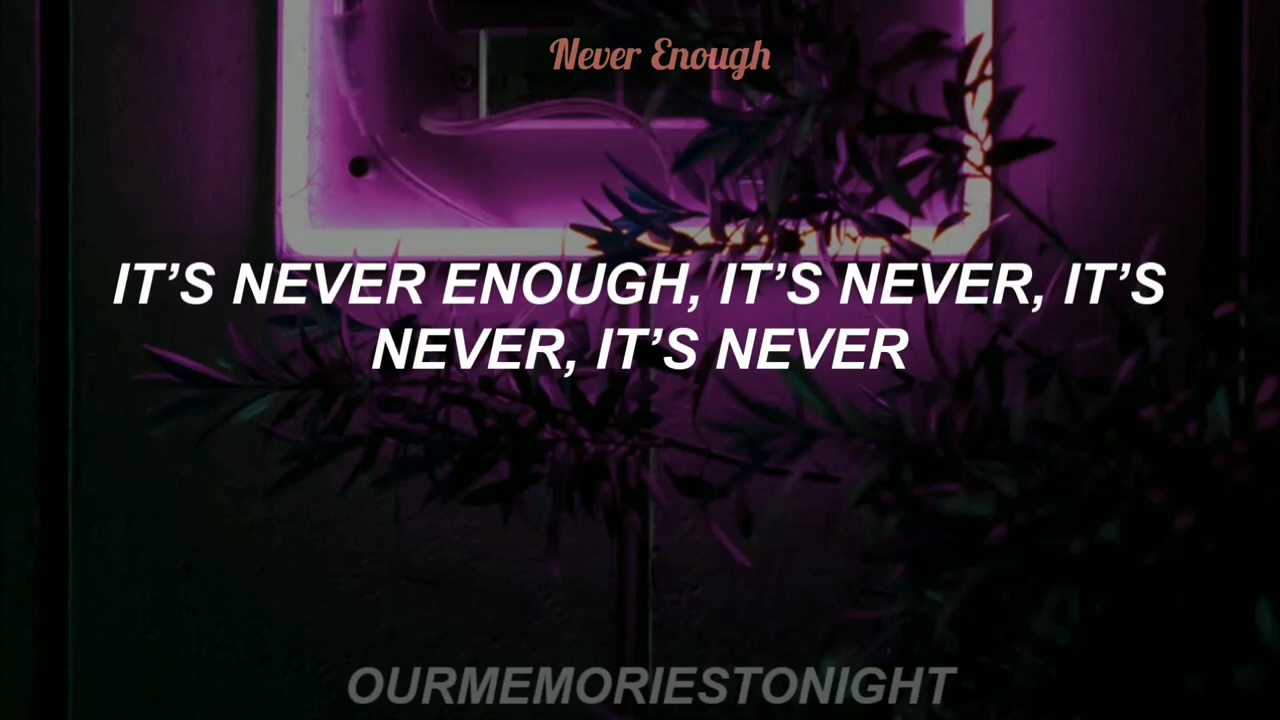 Never Enough
IT’S NEVER ENOUGH, IT’S NEVER, IT’S
NEVER, IT’S NEVER
OURMEMORIESTONIGHT